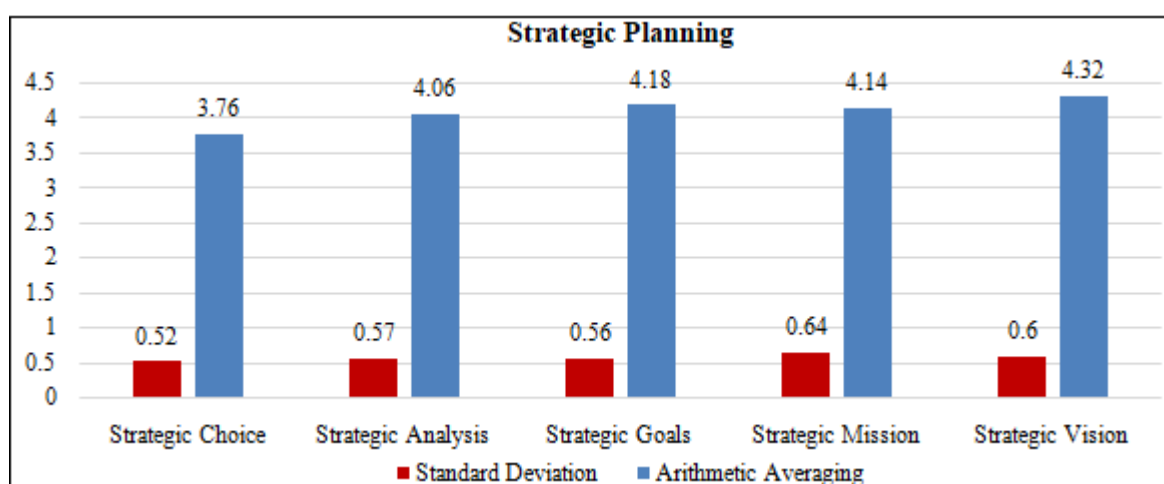 Strategic Planning
4.5
4
3.5
3
2.5
2
1.5
1
0.5
0
3.76
4.06
4.18
4.14
4.32
0.52
0.57
0.56
0.64
0.6
Strategic Choice
Strategic Analysis
Strategic Goals
Strategic Mission
Strategic Vision
Standard Deviation
Arithmetic Averaging